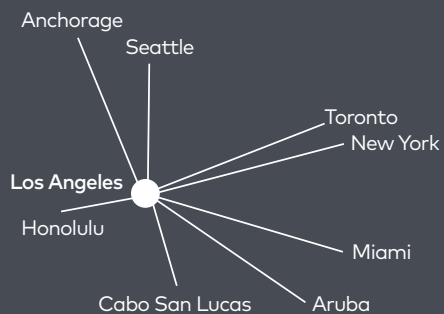 Anchorage
Seattle
Toronto
New York
Los Angeles
Honolulu
Miami
Cabo San Lucas
Aruba